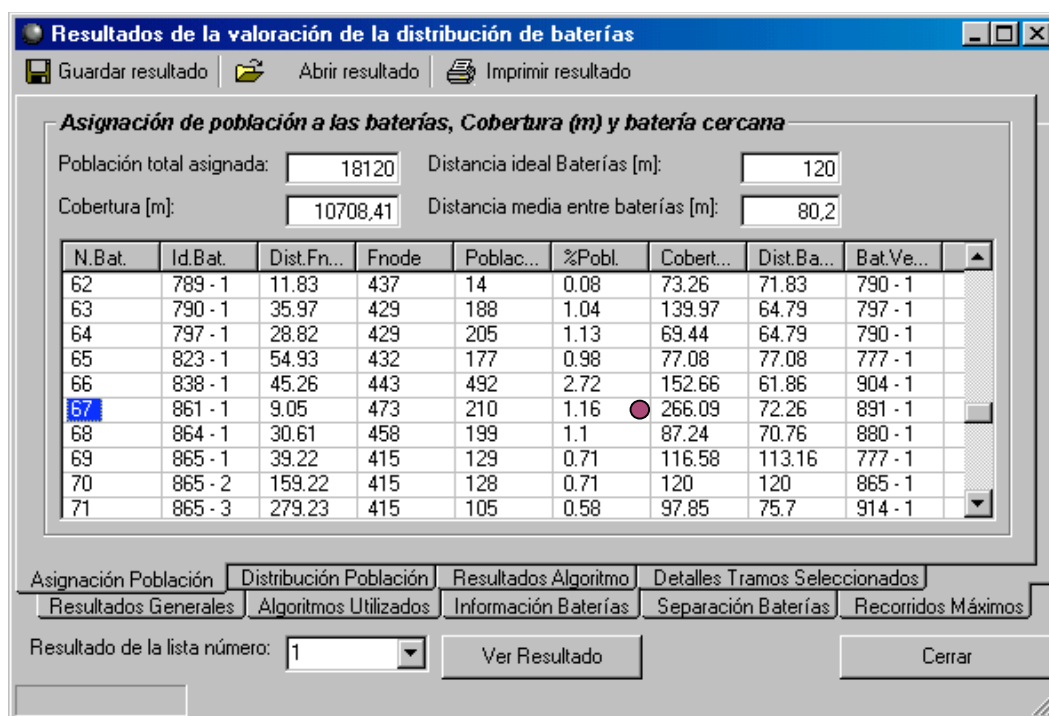 Resultados de la valoración de la distribución de baterías
Guardar resultado Abrir resultado Imprimir resultado
Asignación de población a las baterías, Cobertura (m) y batería cercana
Población total asignada: 18120 Distancia ideal Baterías [m]: 120
Cobertura [m]: 10708,41 Distancia media entre baterías [m]: 80,2
N.Bat. Id.Bat. Dist.Fn... Fnode Poblac... %Pobl. Cobert... Dist.Ba... Bat.Ve...
62 789 - 1 11.83 437 14 0.08 73.26 71.83 790 - 1
63 790 - 1 35.97 429 188 1.04 139.97 64.79 797 - 1
64 797 - 1 28.82 429 205 1.13 69.44 64.79 790 - 1
65 823 - 1 54.93 432 177 0.98 77.08 77.08 777 - 1
66 838 - 1 45.26 443 492 2.72 152.66 61.86 904 - 1
67 861 - 1 9.05 473 210 1.16 266.09 72.26 891 - 1
68 864 - 1 30.61 458 199 1.1 87.24 70.76 880 - 1
69 865 - 1 39.22 415 129 0.71 116.58 113.16 777 - 1
70 865 - 2 159.22 415 128 0.71 120 120 865 - 1
71 865 - 3 279.23 415 105 0.58 97.85 75.7 914 - 1
Asignación Población Distribución Población Resultados Algoritmo Detalles Tramos Seleccionados
Resultados Generales Algoritmos Utilizados Información Baterías Separación Baterías Recorridos Máximos
Resultado de la lista número: 1 Ver Resultado Cerrar